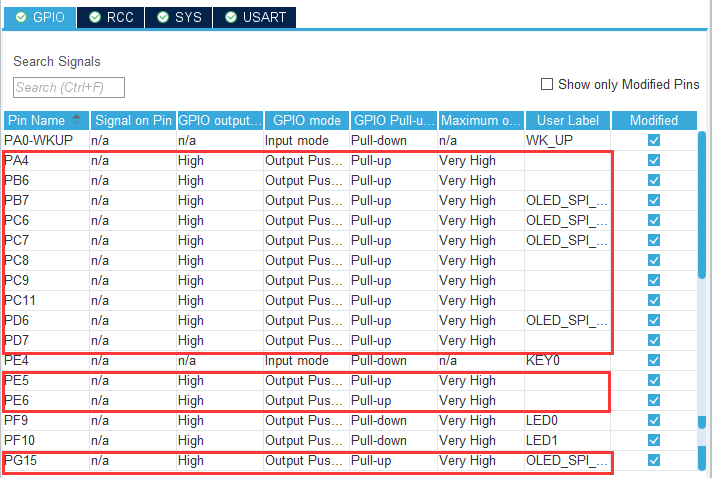 GPIO RCC SYS USART
Search Signals
Search (Ctrl+F)
Show only Modified Pins
Pin Name Signal on Pin GPIO output... GPIO mode GPIO Pull-u... Maximum o... User Label Modified
PA0-WKUP n/a n/a Input mode Pull-down n/a WK_UP
PA4 n/a High Output Pus... Pull-up Very High
PB6 n/a High Output Pus... Pull-up Very High
PB7 n/a High Output Pus... Pull-up Very High OLED_SPI_...
PC6 n/a High Output Pus... Pull-up Very High OLED_SPI_...
PC7 n/a High Output Pus... Pull-up Very High OLED_SPI_...
PC8 n/a High Output Pus... Pull-up Very High
PC9 n/a High Output Pus... Pull-up Very High
PC11 n/a High Output Pus... Pull-up Very High
PD6 n/a High Output Pus... Pull-up Very High OLED_SPI_...
PD7 n/a High Output Pus... Pull-up Very High
PE4 n/a n/a Input mode Pull-down n/a KEY0
PE5 n/a High Output Pus... Pull-up Very High
PE6 n/a High Output Pus... Pull-up Very High
PF9 n/a High Output Pus... Pull-down Very High LED0
PF10 n/a High Output Pus... Pull-down Very High LED1
PG15 n/a High Output Pus... Pull-up Very High OLED_SPI_...